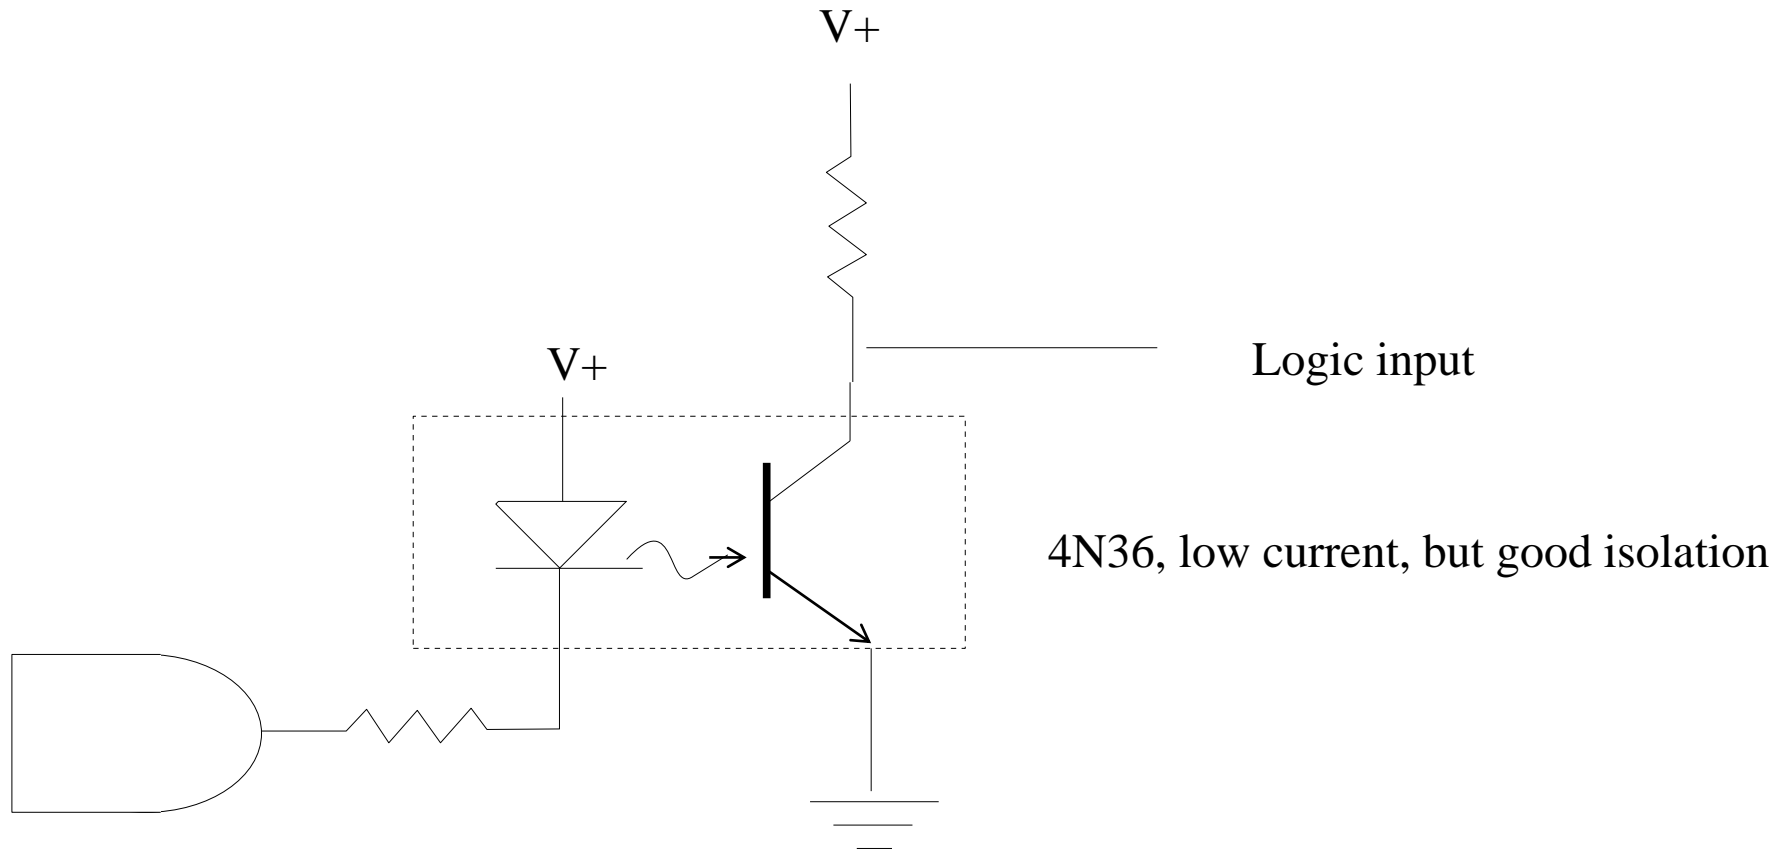 V+
V+
Logic input
4N36, low current, but good isolation